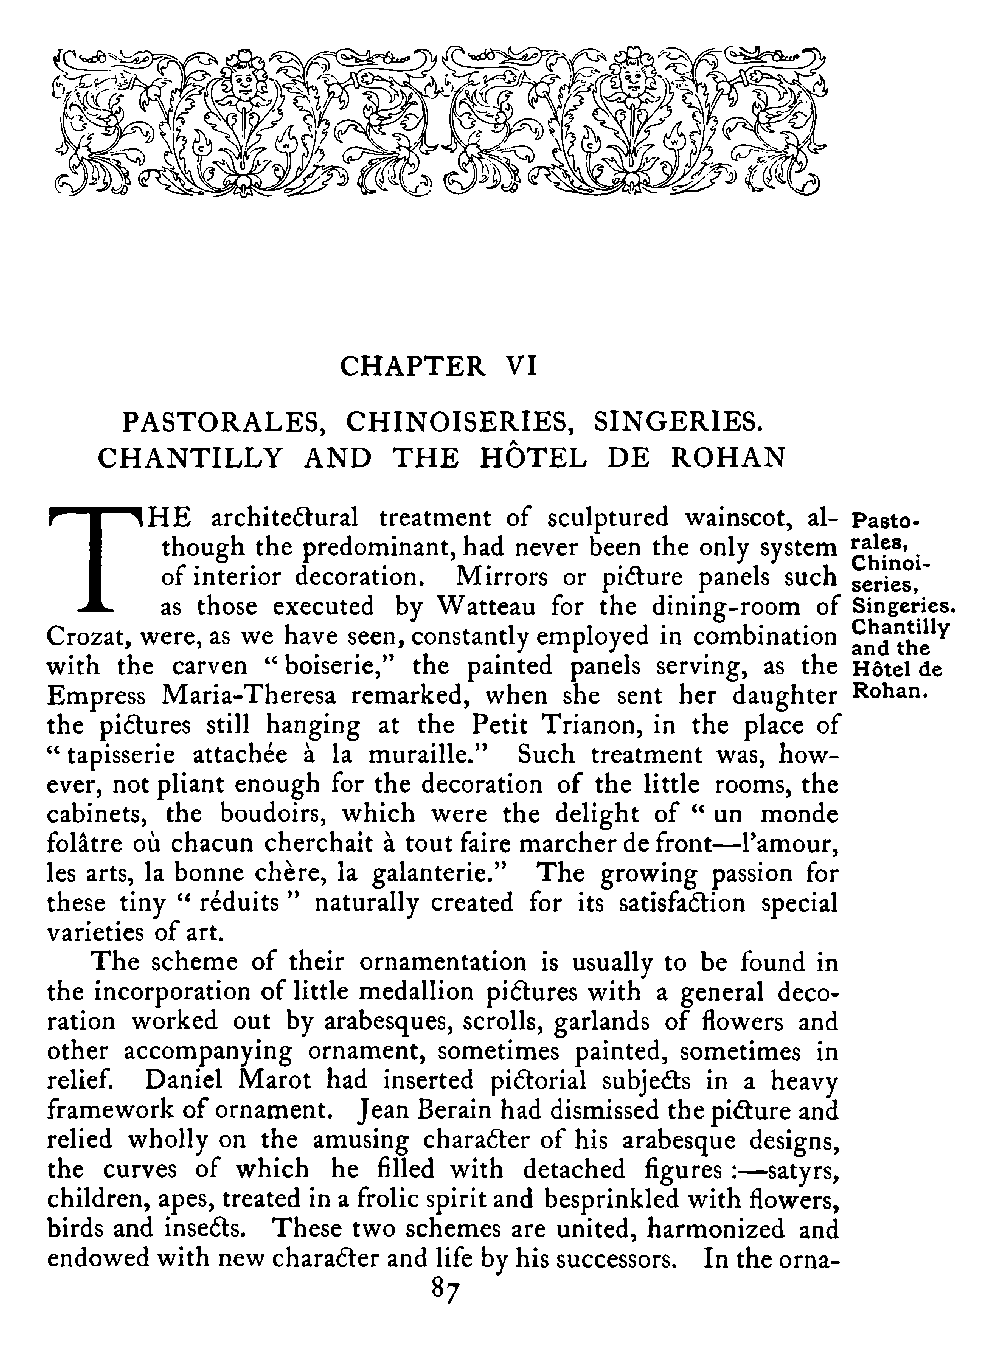 CHAPTER VI
PASTORALES, CHINOISERIES, SINGERIES.
CHANTILLY AND THE HÔTEL DE ROHAN
THE architectural treatment of sculptured wainscot, al-
though the predominant, had never been the only system
of interior decoration. Mirrors or picture panels such
as those executed by Watteau for the dining-room of
Crozat, were, as we have seen, constantly employed in combination
with the carven “boiserie,” the painted panels serving, as the
Empress Maria-Theresa remarked, when she sent her daughter
the pictures still hanging at the Petit Trianon, in the place of
“tapisserie attachée à la muraille.” Such treatment was, how-
ever, not pliant enough for the decoration of the little rooms, the
cabinets, the boudoirs, which were the delight of “un monde
folâtre où chacun cherchait à tout faire marcher de front—l’amour,
les arts, la bonne chère, la galanterie.” The growing passion for
these tiny “réduits” naturally created for its satisfaction special
varieties of art.
The scheme of their ornamentation is usually to be found in
the incorporation of little medallion pictures with a general deco-
ration worked out by arabesques, scrolls, garlands of flowers and
other accompanying ornament, sometimes painted, sometimes in
relief. Daniel Marot had inserted pictorial subjects in a heavy
framework of ornament. Jean Berain had dismissed the picture and
relied wholly on the amusing character of his arabesque designs,
the curves of which he filled with detached figures :—satyrs,
children, apes, treated in a frolic spirit and besprinkled with flowers,
birds and insects. These two schemes are united, harmonized and
endowed with new character and life by his successors. In the orna-
Pasto-
rales,
Chinoi-
series,
Singeries.
Chantilly
and the
Hôtel de
Rohan.
87